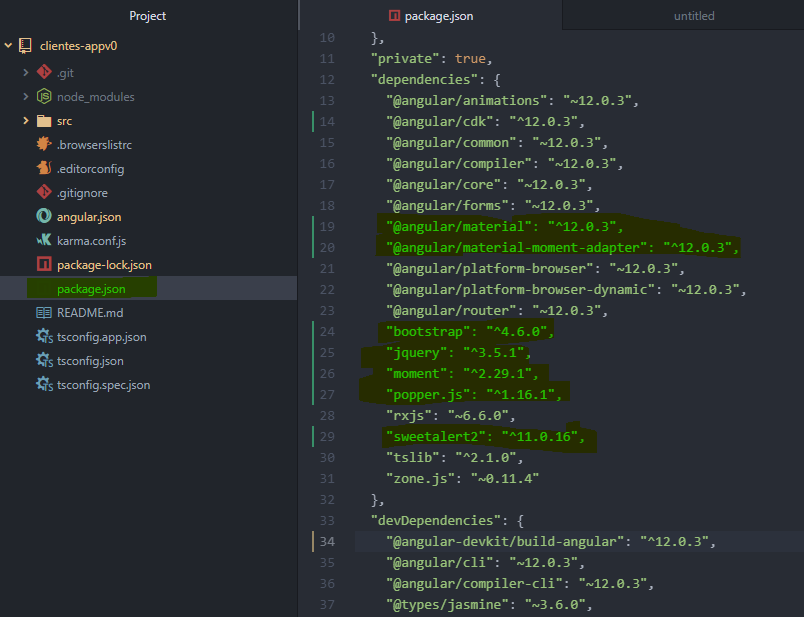 Project
clientes-appv0
.git
node_modules
src
.browserslistrc
.editorconfig
.gitignore
angular.json
karma.conf.js
package-lock.json
package.json
README.md
tsconfig.app.json
tsconfig.json
tsconfig.spec.json
package.json
untitled
10 },
11 "private": true,
12 "dependencies": {
13 "@angular/animations": "~12.0.3",
14 "@angular/cdk": "^12.0.3",
15 "@angular/common": "~12.0.3",
16 "@angular/compiler": "~12.0.3",
17 "@angular/core": "~12.0.3",
18 "@angular/forms": "~12.0.3",
19 "@angular/material": "^12.0.3",
20 "@angular/material-moment-adapter": "^12.0.3",
21 "@angular/platform-browser": "~12.0.3",
22 "@angular/platform-browser-dynamic": "~12.0.3",
23 "@angular/router": "~12.0.3",
24 "bootstrap": "^4.6.0",
25 "jquery": "^3.5.1",
26 "moment": "^2.29.1",
27 "popper.js": "^1.16.1",
28 "rxjs": "~6.6.0",
29 "sweetalert2": "^11.0.16",
30 "tslib": "^2.1.0",
31 "zone.js": "~0.11.4"
32 },
33 "devDependencies": {
34 "@angular-devkit/build-angular": "^12.0.3",
35 "@angular/cli": "~12.0.3",
36 "@angular/compiler-cli": "~12.0.3",
37 "@types/jasmine": "~3.6.0",